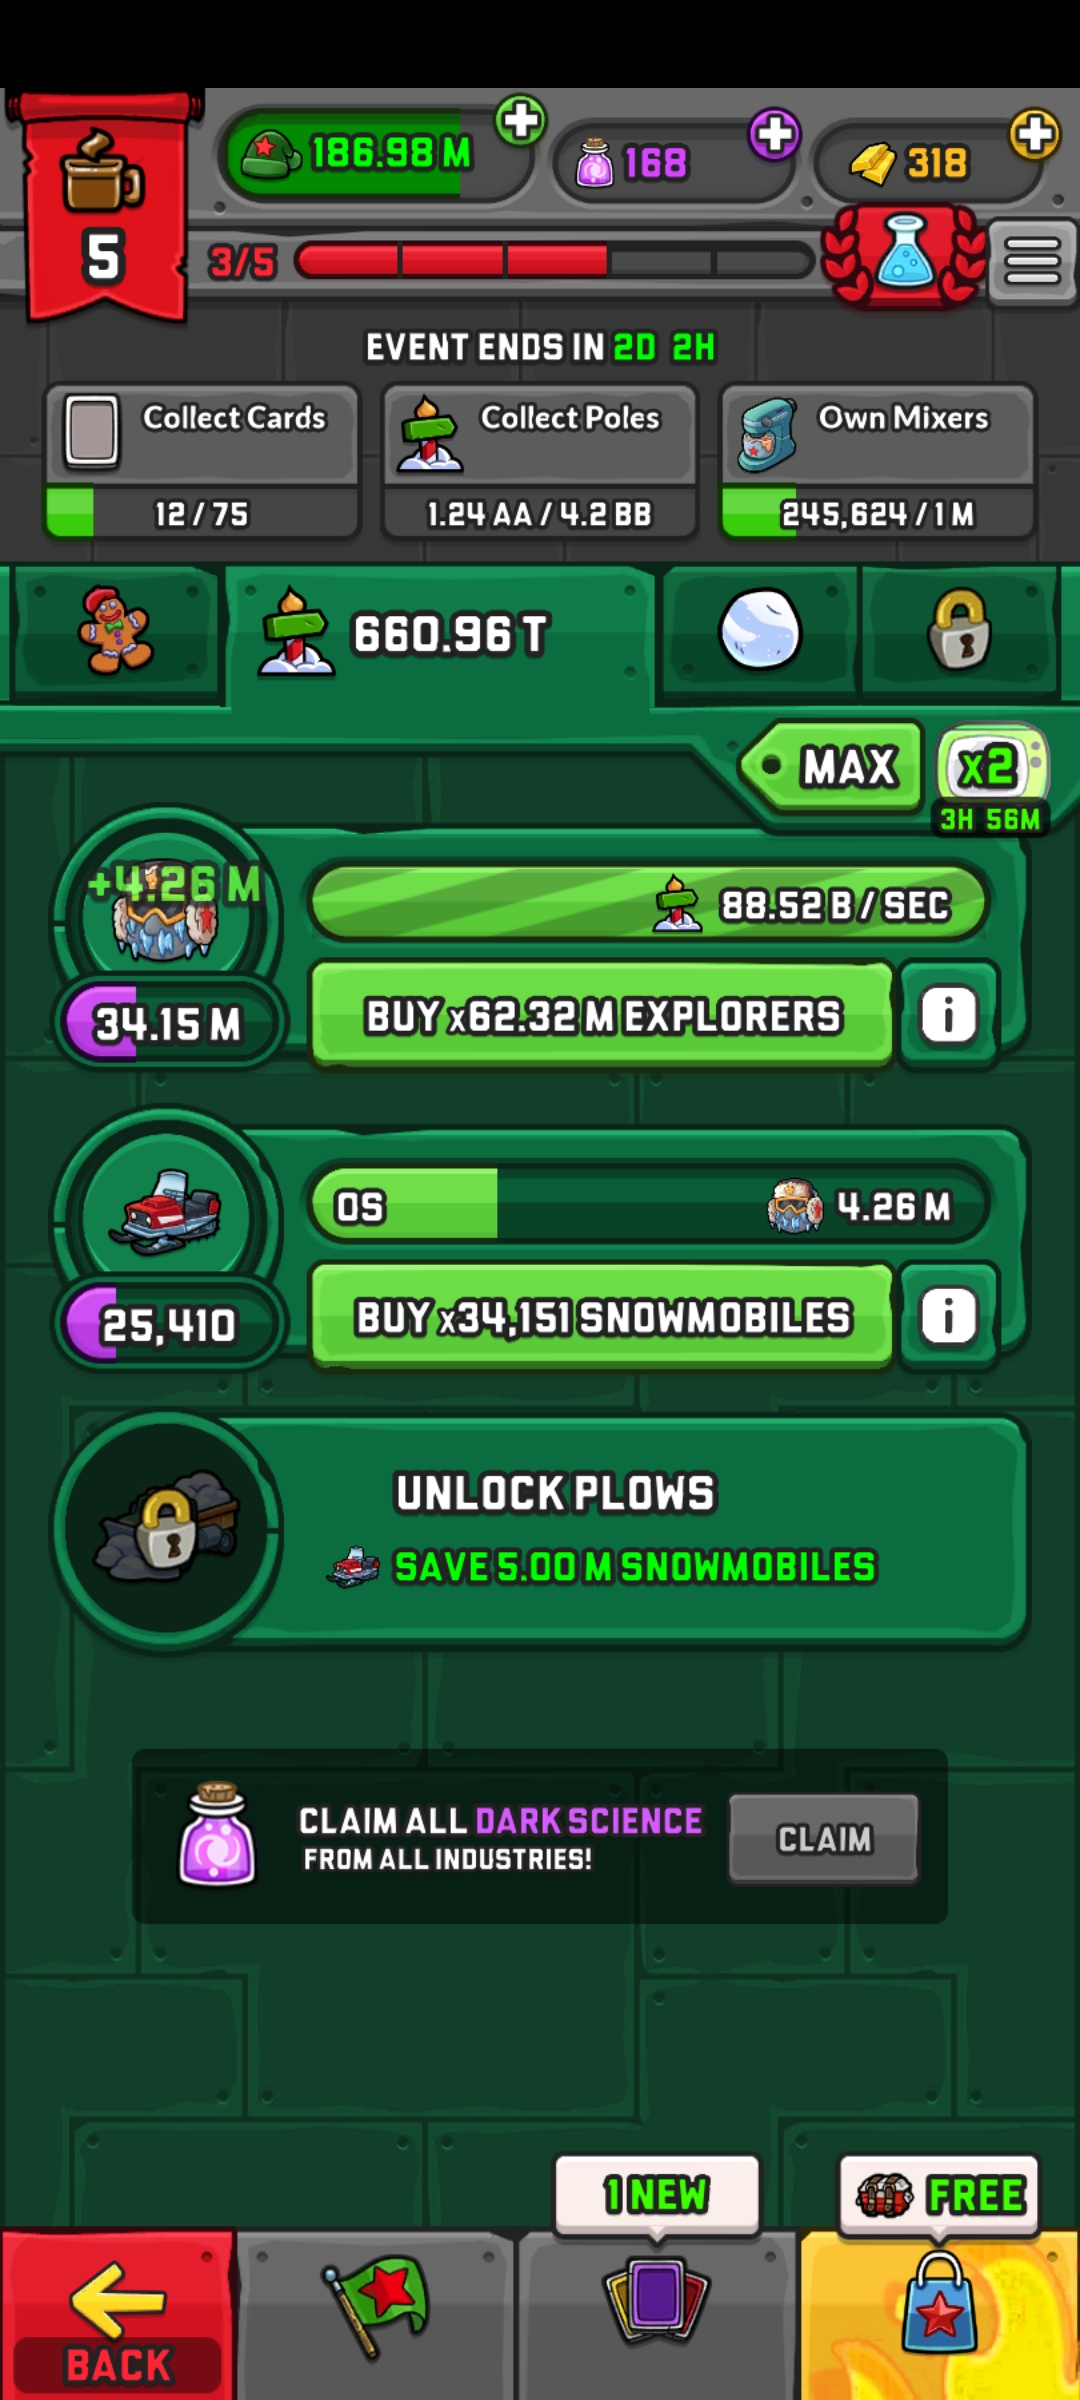 186.98 M
168
318
5
3/5
EVENT ENDS IN 2D 2H
Collect Cards
12 / 75
Collect Poles
1.24 AA / 4.2 BB
Own Mixers
245,624 / 1 M
660.96 T
MAX
x2
3H 56M
+4.26 M
88.52 B / SEC
34.15 M
BUY x62.32 M EXPLORERS
i
0S
4.26 M
25,410
BUY x34,151 SNOWMOBILES
i
UNLOCK PLOWS
SAVE 5.00 M SNOWMOBILES
CLAIM ALL DARK SCIENCE
FROM ALL INDUSTRIES!
CLAIM
1 NEW
FREE
BACK